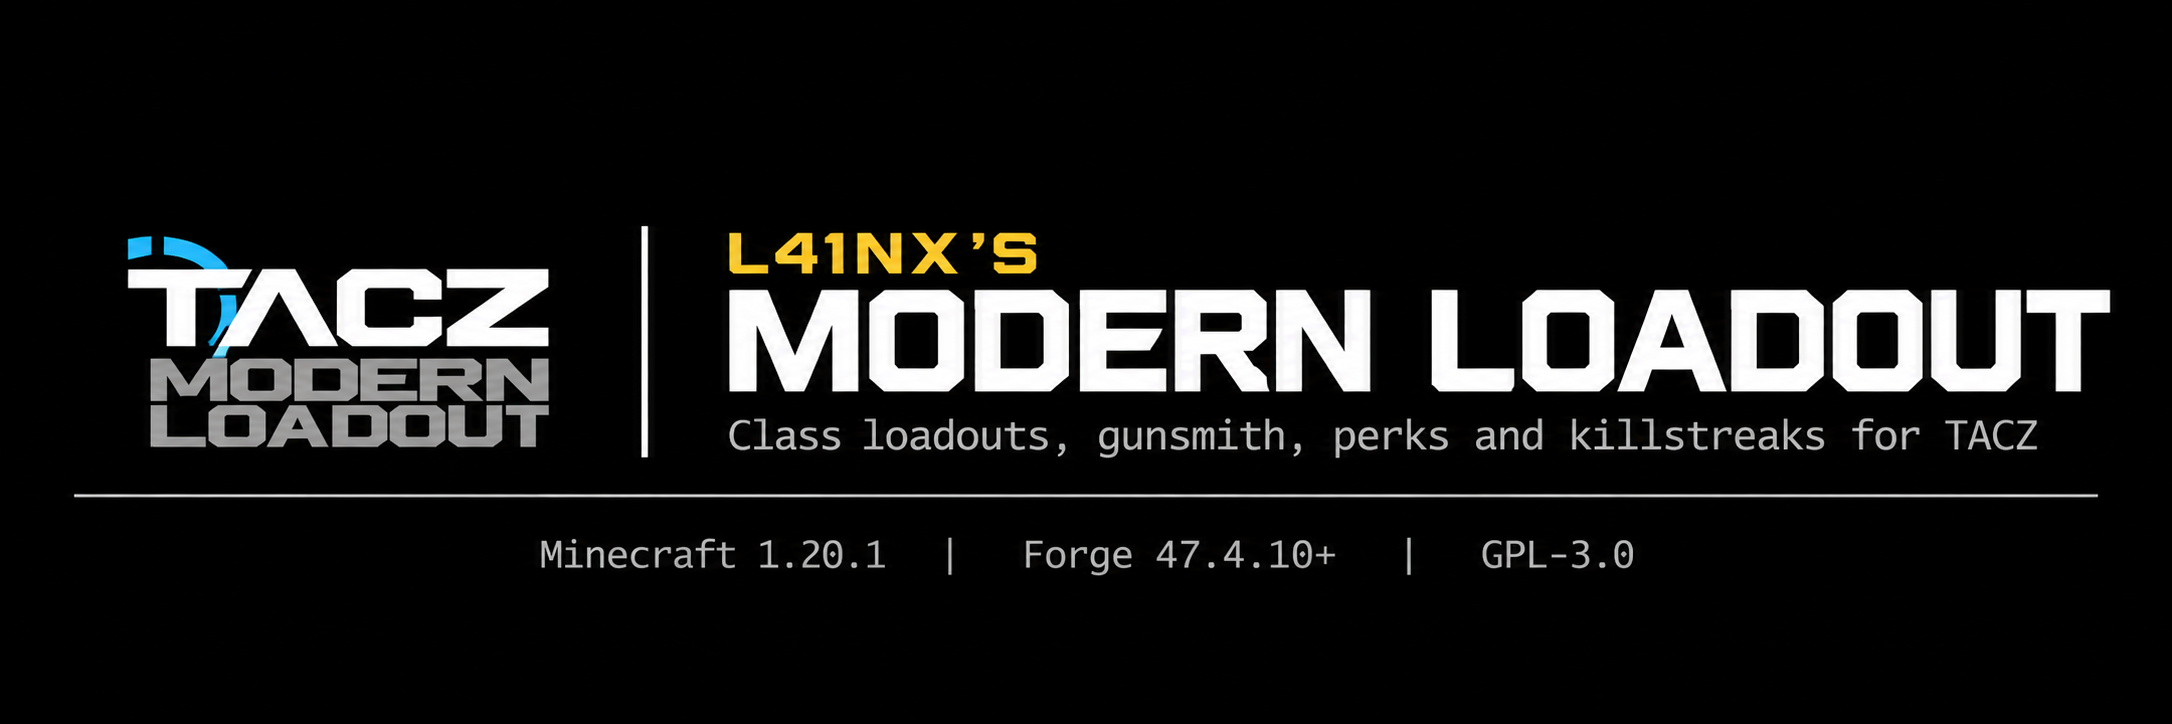 TACZ
MODERN
LOADOUT
L41NX’S
MODERN LOADOUT
Class loadouts, gunsmith, perks and killstreaks for TACZ
Minecraft 1.20.1 | Forge 47.4.10+ | GPL-3.0